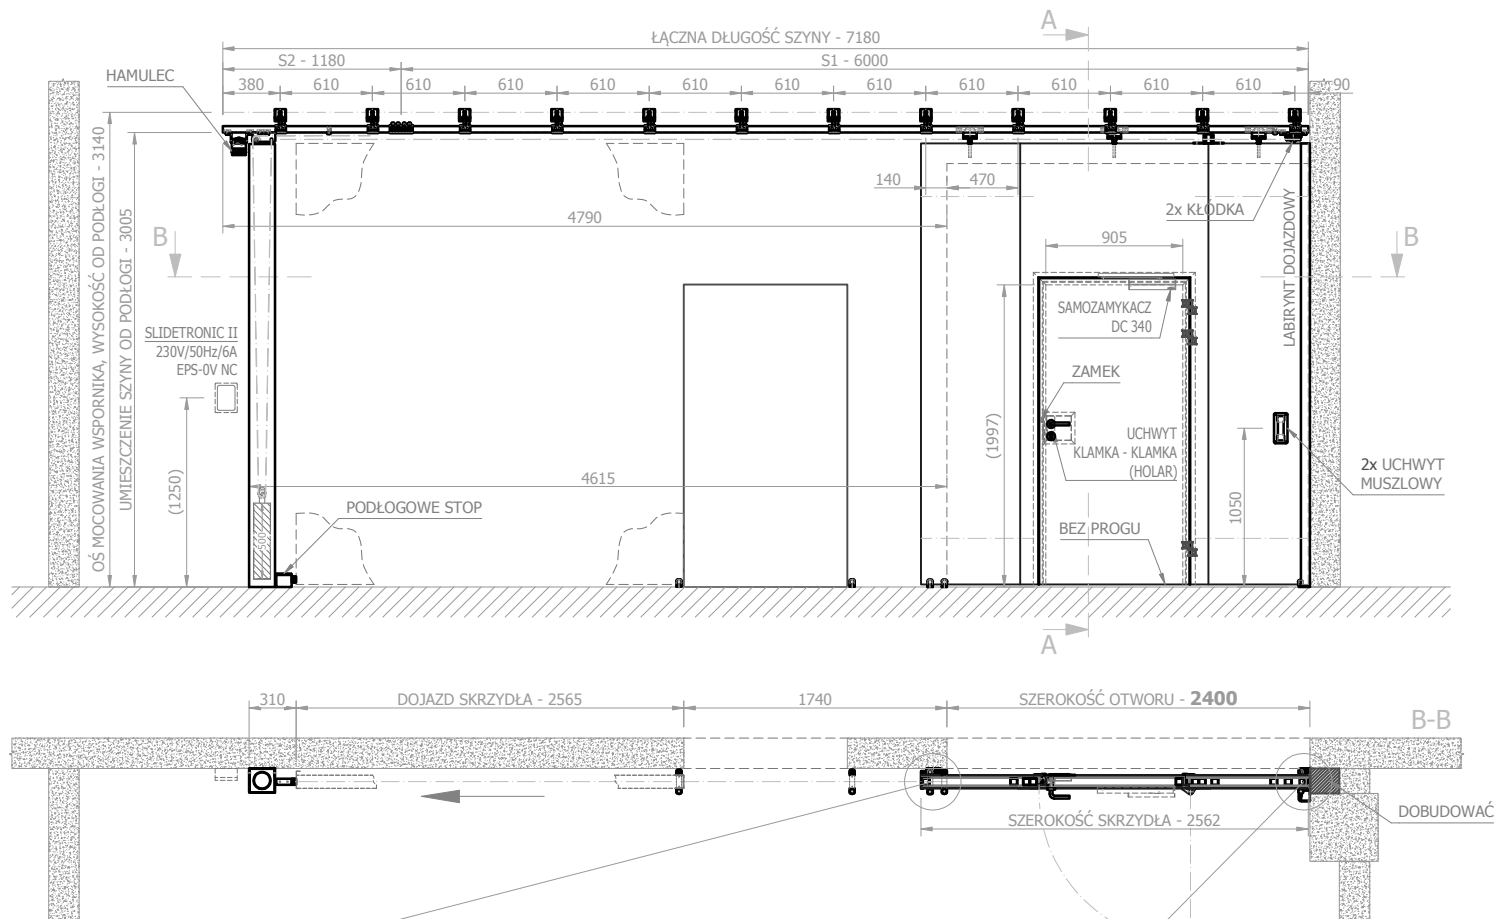 A
ŁĄCZNA DŁUGOŚĆ SZYNY - 7180
S2 - 1180
S1 - 6000
HAMULEC
380
610
610
610
610
610
610
610
610
610
610
610
90
OŚ MOCOWANIA WSPORNIKA, WYSOKOŚĆ OD PODŁOGI - 3140
UMIESZCZENIE SZYNY OD PODŁOGI - 3005
140
470
4790
2x KŁÓDKA
LABIRYNT DOJAZDOWY
B
905
B
SAMOZAMYKACZ
DC 340
SLIDETRONIC II
230V/50Hz/6A
EPS-0V NC
ZAMEK
(1997)
UCHWYT
KLAMKA - KLAMKA
(HOLAR)
(1250)
4615
1050
2x UCHWYT
MUSZLOWY
PODŁOGOWE STOP
500
BEZ PROGU
A
310
DOJAZD SKRZYDŁA - 2565
1740
SZEROKOŚĆ OTWORU - 2400
B-B
SZEROKOŚĆ SKRZYDŁA - 2562
DOBUDOWAĆ